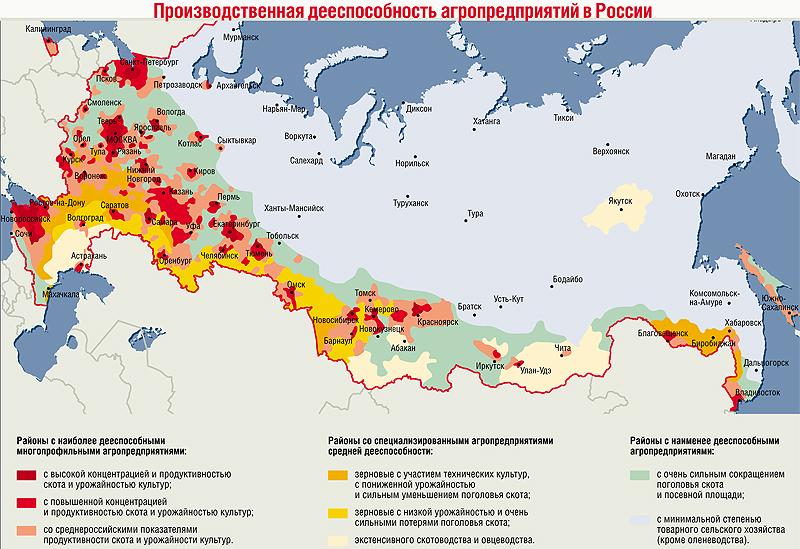 Производственная дееспособность агропредприятий в России
Калининград
Мурманск
Санкт-Петербург
Псков
Петрозаводск
Архангельск
Смоленск
Нарьян-Мар
Диксон
Хатанга
Тикси
Тверь
Вологда
Ярославль
МОСКВА
Воркута
Верхоянск
Орел
Тула
Рязань
Котлас
Сыктывкар
Салехард
Норильск
Магадан
Курск
Нижний
Новгород
Киров
Воронеж
Казань
Пермь
Туруханск
Якутск
Охотск
Ростов-на-Дону
Саратов
Ханты-Мансийск
Тура
Новороссийск
Волгоград
Самара
Уфа
Екатеринбург
Сочи
Тобольск
Челябинск
Тюмень
Астрахань
Оренбург
Бодайбо
Махачкала
Омск
Томск
Кемерово
Братск
Усть-Кут
Комсомольск-
на-Амуре
Южно-
Сахалинск
Новосибирск
Новокузнецк
Красноярск
Благовещенск
Хабаровск
Барнаул
Абакан
Чита
Биробиджан
Иркутск
Улан-Удэ
Дальногорск
Владивосток
Районы с наиболее дееспособными
многопрофильными агропредприятиями:
с высокой концентрацией и продуктивностью
скота и урожайностью культур;
с повышенной концентрацией
и продуктивностью скота и урожайностью культур;
со среднероссийскими показателями
продуктивности скота и урожайности культур.
Районы со специализированными агропредприятиями
средней дееспособности:
зерновые с участием технических культур,
с пониженной урожайностью
и сильным уменьшением поголовья скота;
зерновые с низкой урожайностью и очень
сильными потерями поголовья скота;
экстенсивного скотоводства и овцеводства.
Районы с наименее дееспособными
агропредприятиями:
с очень сильным сокращением
поголовья скота
и посевной площади;
с минимальной степенью
товарного сельского хозяйства
(кроме оленеводства).